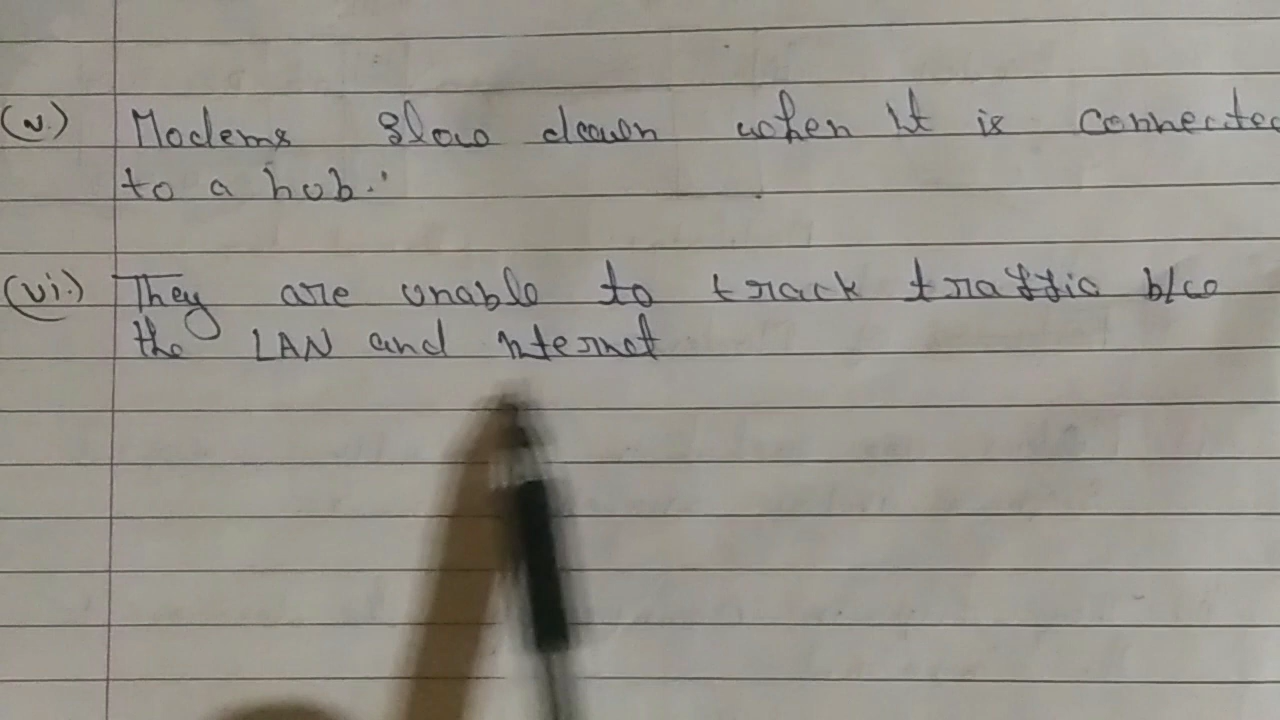 (v.) Modems slow down when it is connected
to a hub.
(vi.) They are unable to track traffic b/w
the LAN and nternet